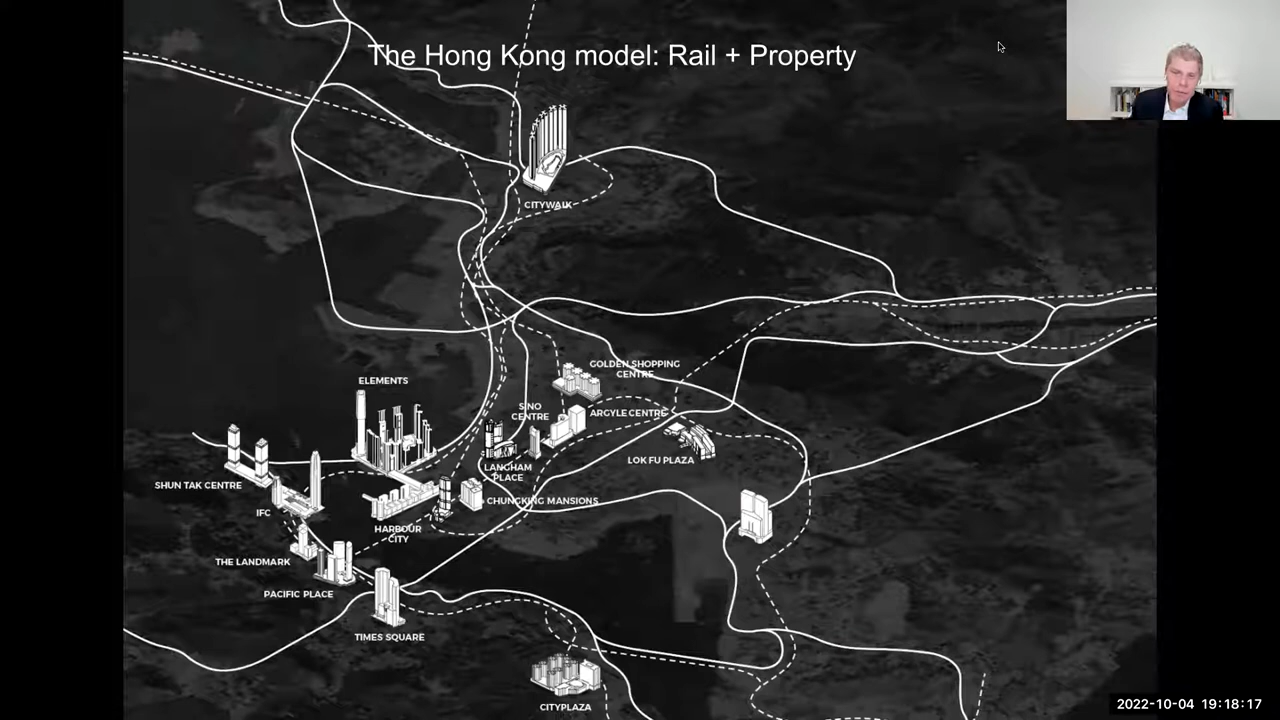 The Hong Kong model: Rail + Property
CITYWALK
GOLDEN SHOPPING
CENTRE
ELEMENTS
SINO
CENTRE
ARGYLE CENTRE
LOK FU PLAZA
LANGHAM
PLACE
SHUN TAK CENTRE
CHUNGKING MANSIONS
IFC
HARBOUR
CITY
THE LANDMARK
PACIFIC PLACE
TIMES SQUARE
CITYPLAZA
2022-10-04 19:18:17